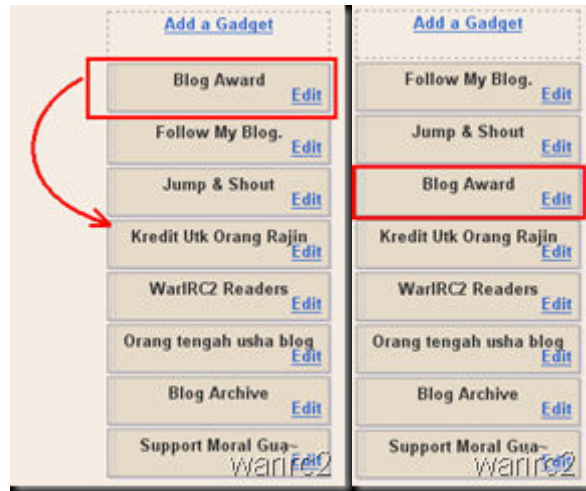 Add a Gadget
Blog Award
Edit
Follow My Blog.
Edit
Jump & Shout
Edit
Kredit Utk Orang Rajin
Edit
WarIRC2 Readers
Edit
Orang tengah usha blog
Edit
Blog Archive
Edit
Support Moral Gua~
Edit
warirc2
Add a Gadget
Follow My Blog.
Edit
Jump & Shout
Edit
Blog Award
Edit
Kredit Utk Orang Rajin
Edit
WarIRC2 Readers
Edit
Orang tengah usha blog
Edit
Blog Archive
Edit
Support Moral Gua~
Edit
warirc2